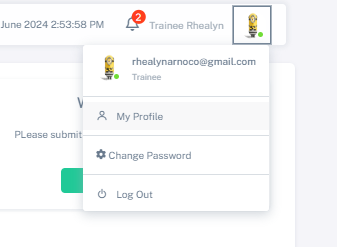 June 2024 2:53:58 PM 2 Trainee Rhealyn
rhealynarnoco@gmail.com
Trainee
My Profile
PLease submit
Change Password
Log Out